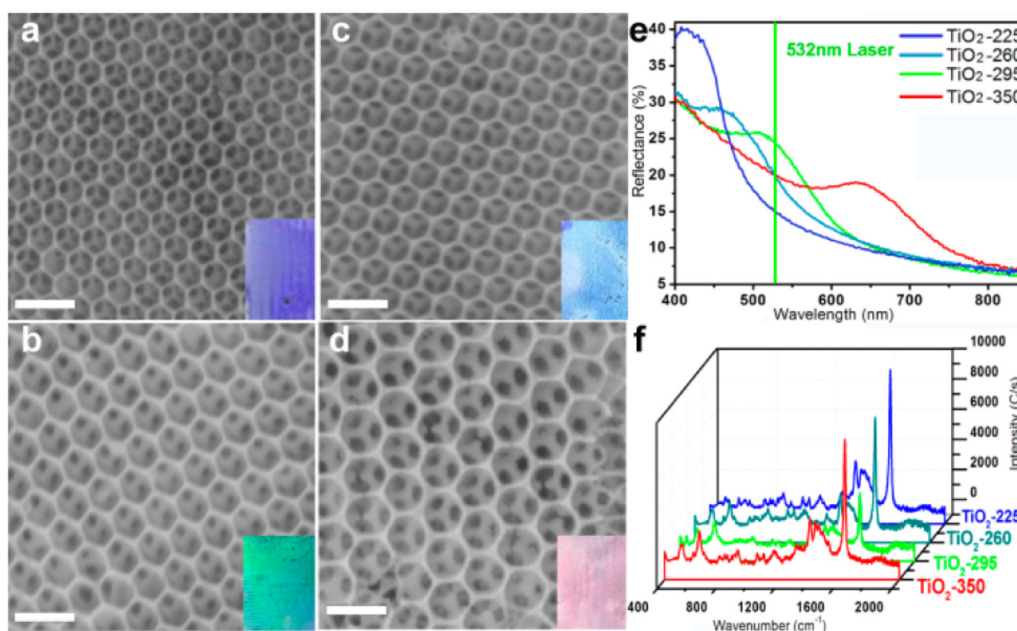 a
c
b
d
e
40
35
30
25
20
15
10
5
Reflectance (%)
400 500 600 700 800
Wavelength (nm)
532nm Laser
TiO2-225
TiO2-260
TiO2-295
TiO2-350
f
10000
8000
6000
4000
2000
0
Intensity (C/s)
TiO2-225
TiO2-260
TiO2-295
TiO2-350
400 800 1200 1600 2000
Wavenumber (cm-1)